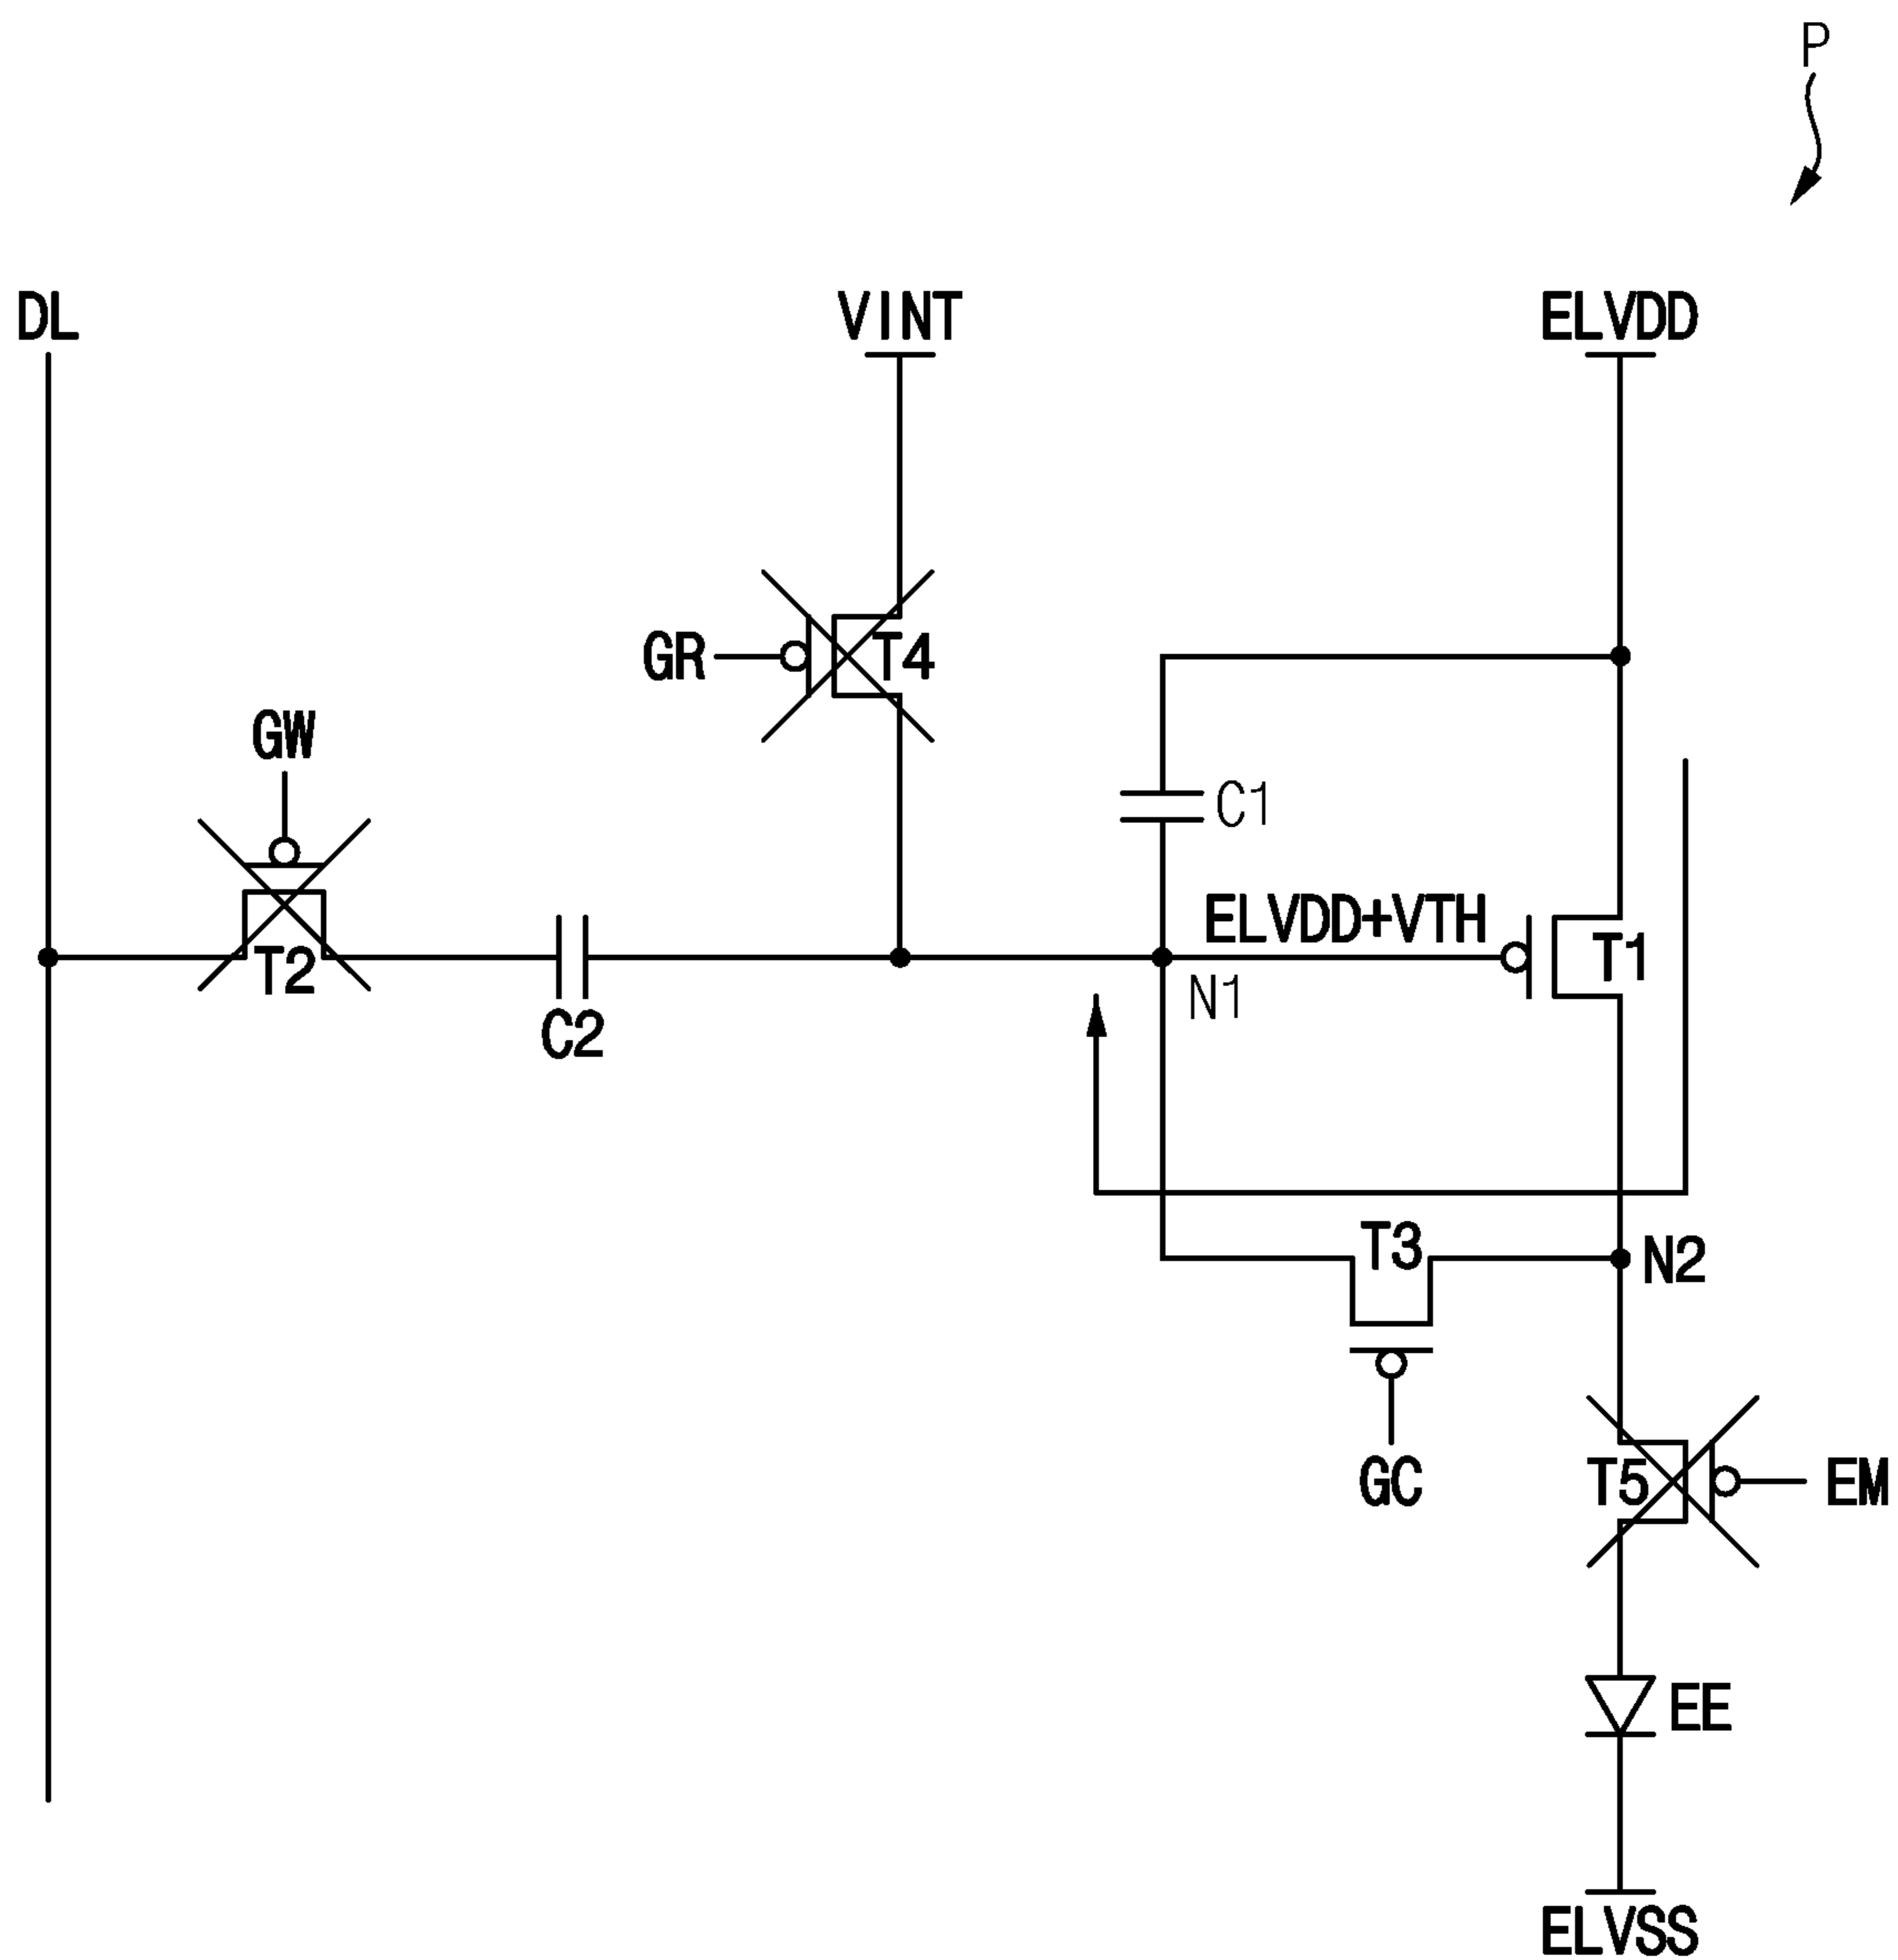 P
DL
VINT
ELVDD
GR
T4
GW
C1
ELVDD+VTH
T1
T2
N1
C2
T3
N2
GC
T5
EM
EE
ELVSS